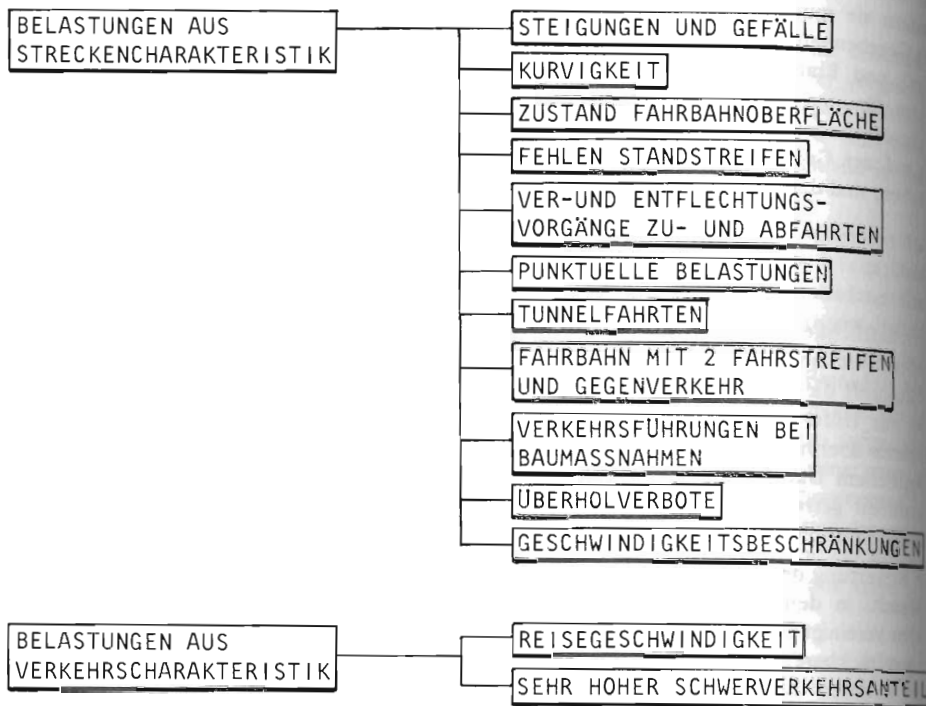 BELASTUNGEN AUS
STRECKENCHARAKTERISTIK
STEIGUNGEN UND GEFÄLLE
KURVIGKEIT
ZUSTAND FAHRBAHNOBERFLÄCHE
FEHLEN STANDSTREIFEN
VER-UND ENTFLECHTUNGS-
VORGÄNGE ZU- UND ABFAHRTEN
PUNKTUELLE BELASTUNGEN
TUNNELFAHRTEN
FAHRBAHN MIT 2 FAHRSTREIFEN
UND GEGENVERKEHR
VERKEHRSFÜHRUNGEN BEI
BAUMASSNAHMEN
ÜBERHOLVERBOTE
GESCHWINDIGKEITSBESCHRÄNKUNGEN
BELASTUNGEN AUS
VERKEHRSCHARAKTERISTIK
REISEGESCHWINDIGKEIT
SEHR HOHER SCHWERVERKEHRSANTEIL